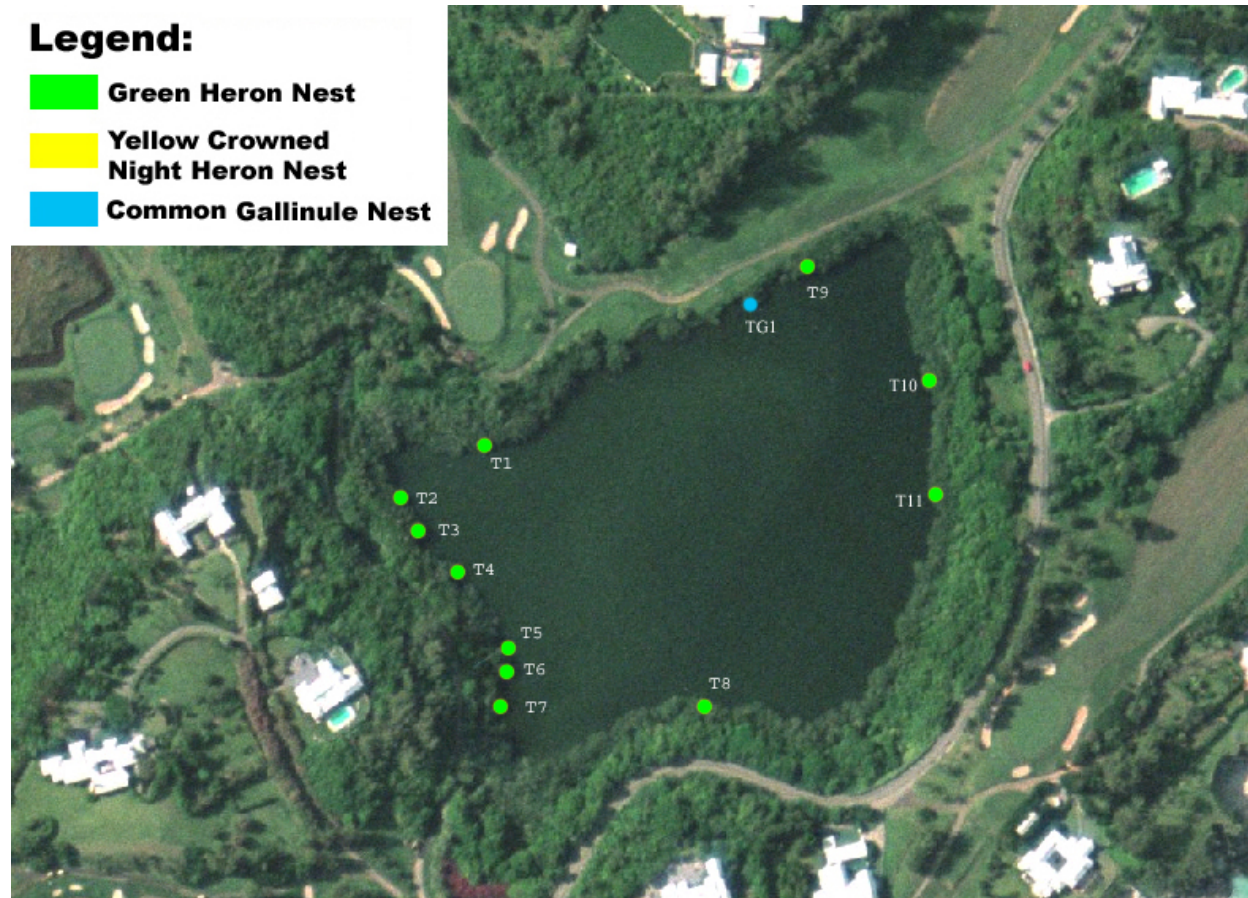 Legend:
Green Heron Nest
Yellow Crowned
Night Heron Nest
Common Gallinule Nest
T9
TG1
T10
T1
T2
T11
T3
T4
T5
T6
T8
T7